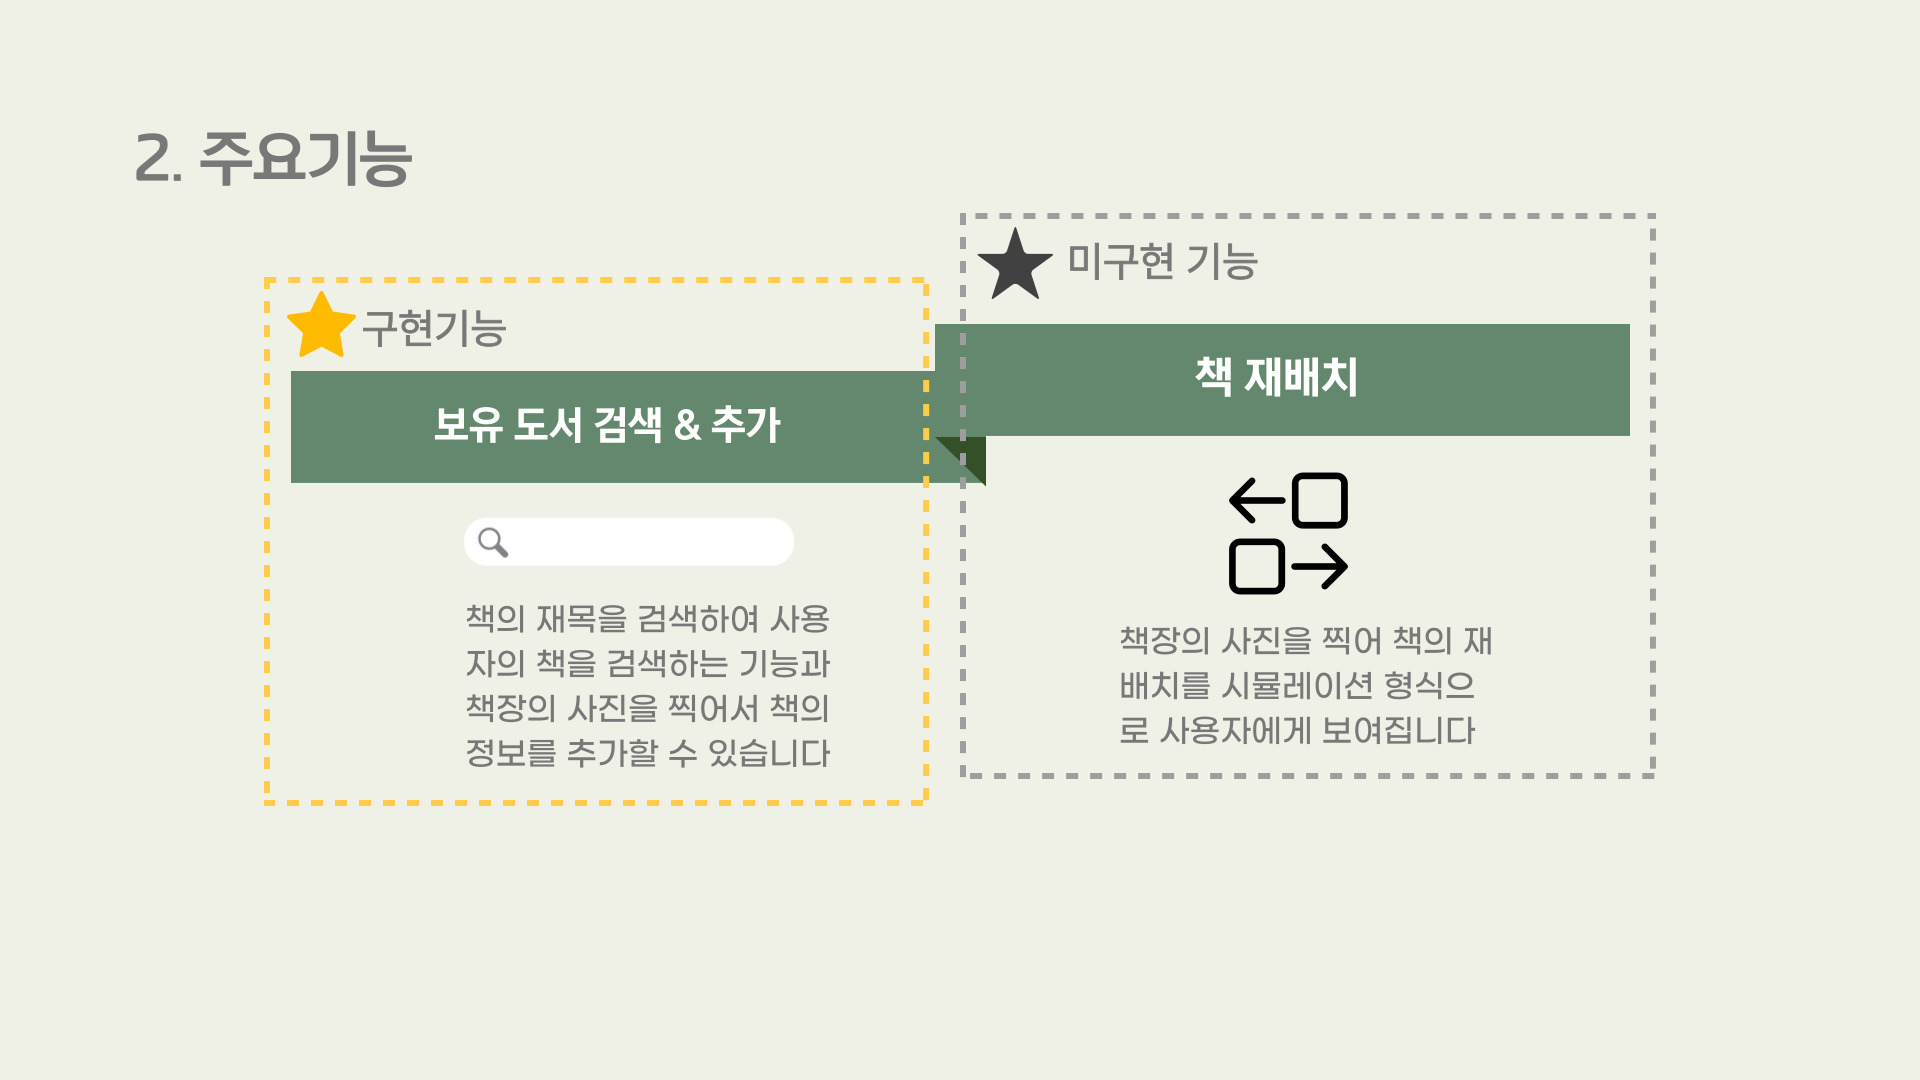 2. 주요기능
구현기능
보유 도서 검색 & 추가
책의 재목을 검색하여 사용
자의 책을 검색하는 기능과
책장의 사진을 찍어서 책의
정보를 추가할 수 있습니다
미구현 기능
책 재배치
책장의 사진을 찍어 책의 재
배치를 시뮬레이션 형식으
로 사용자에게 보여집니다